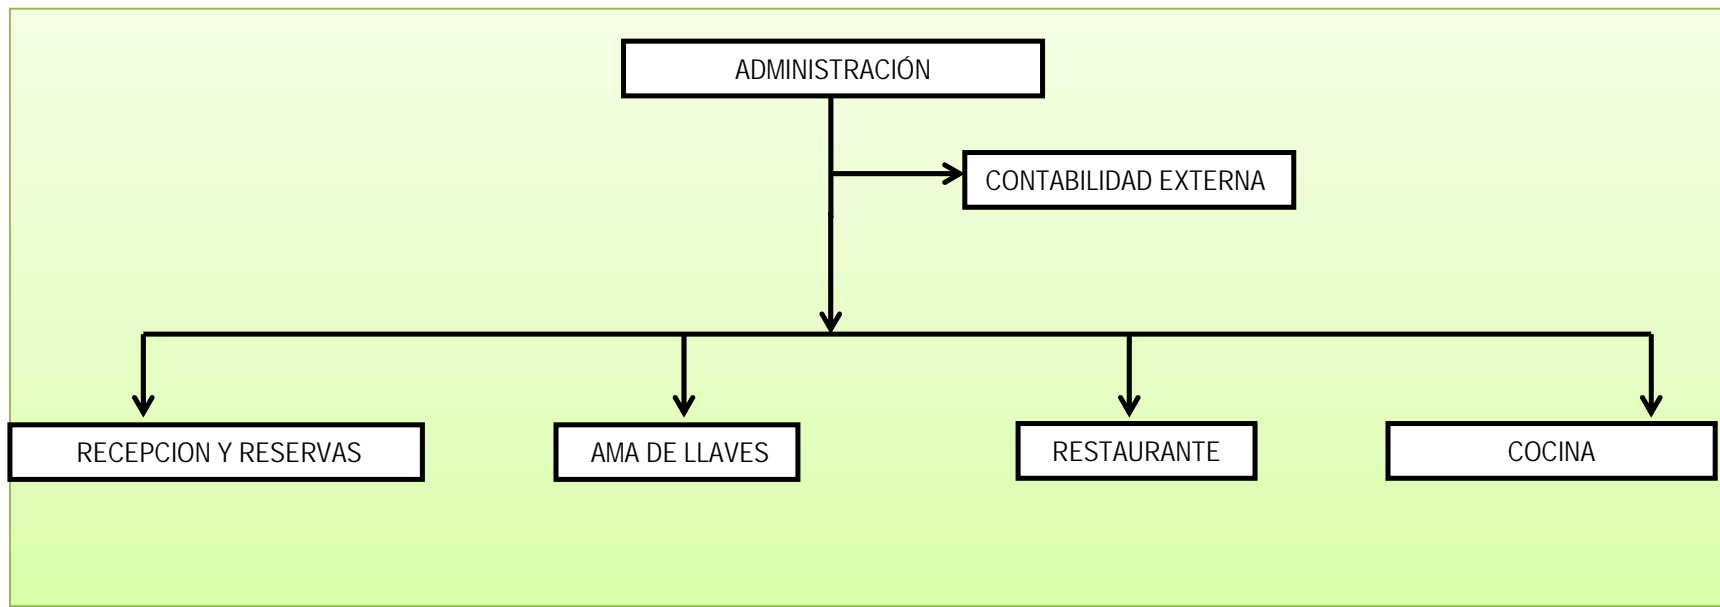 ADMINISTRACIÓN
CONTABILIDAD EXTERNA
RECEPCION Y RESERVAS
AMA DE LLAVES
RESTAURANTE
COCINA